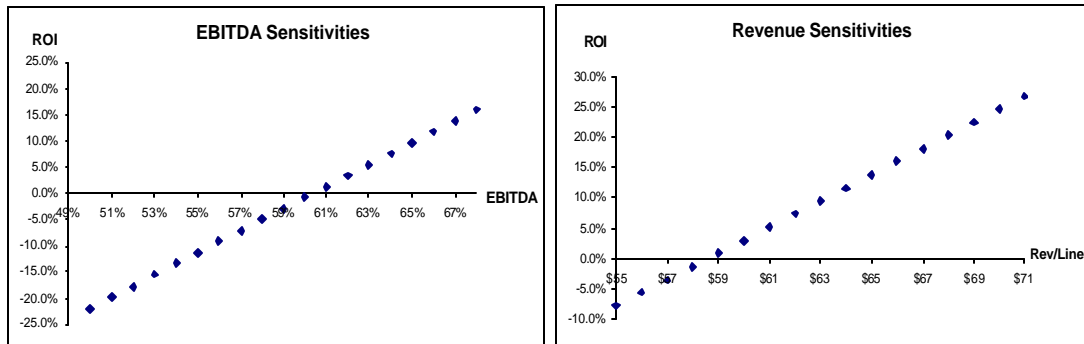 EBITDA Sensitivities
ROI
25.0%
20.0%
15.0%
10.0%
5.0%
0.0%
-5.0%
-10.0%
-15.0%
-20.0%
-25.0%
49% 51% 53% 55% 57% 59% 61% 63% 65% 67%
EBITDA
Revenue Sensitivities
ROI
30.0%
25.0%
20.0%
15.0%
10.0%
5.0%
0.0%
-5.0%
-10.0%
$55 $57 $59 $61 $63 $65 $67 $69 $71
Rev/Line